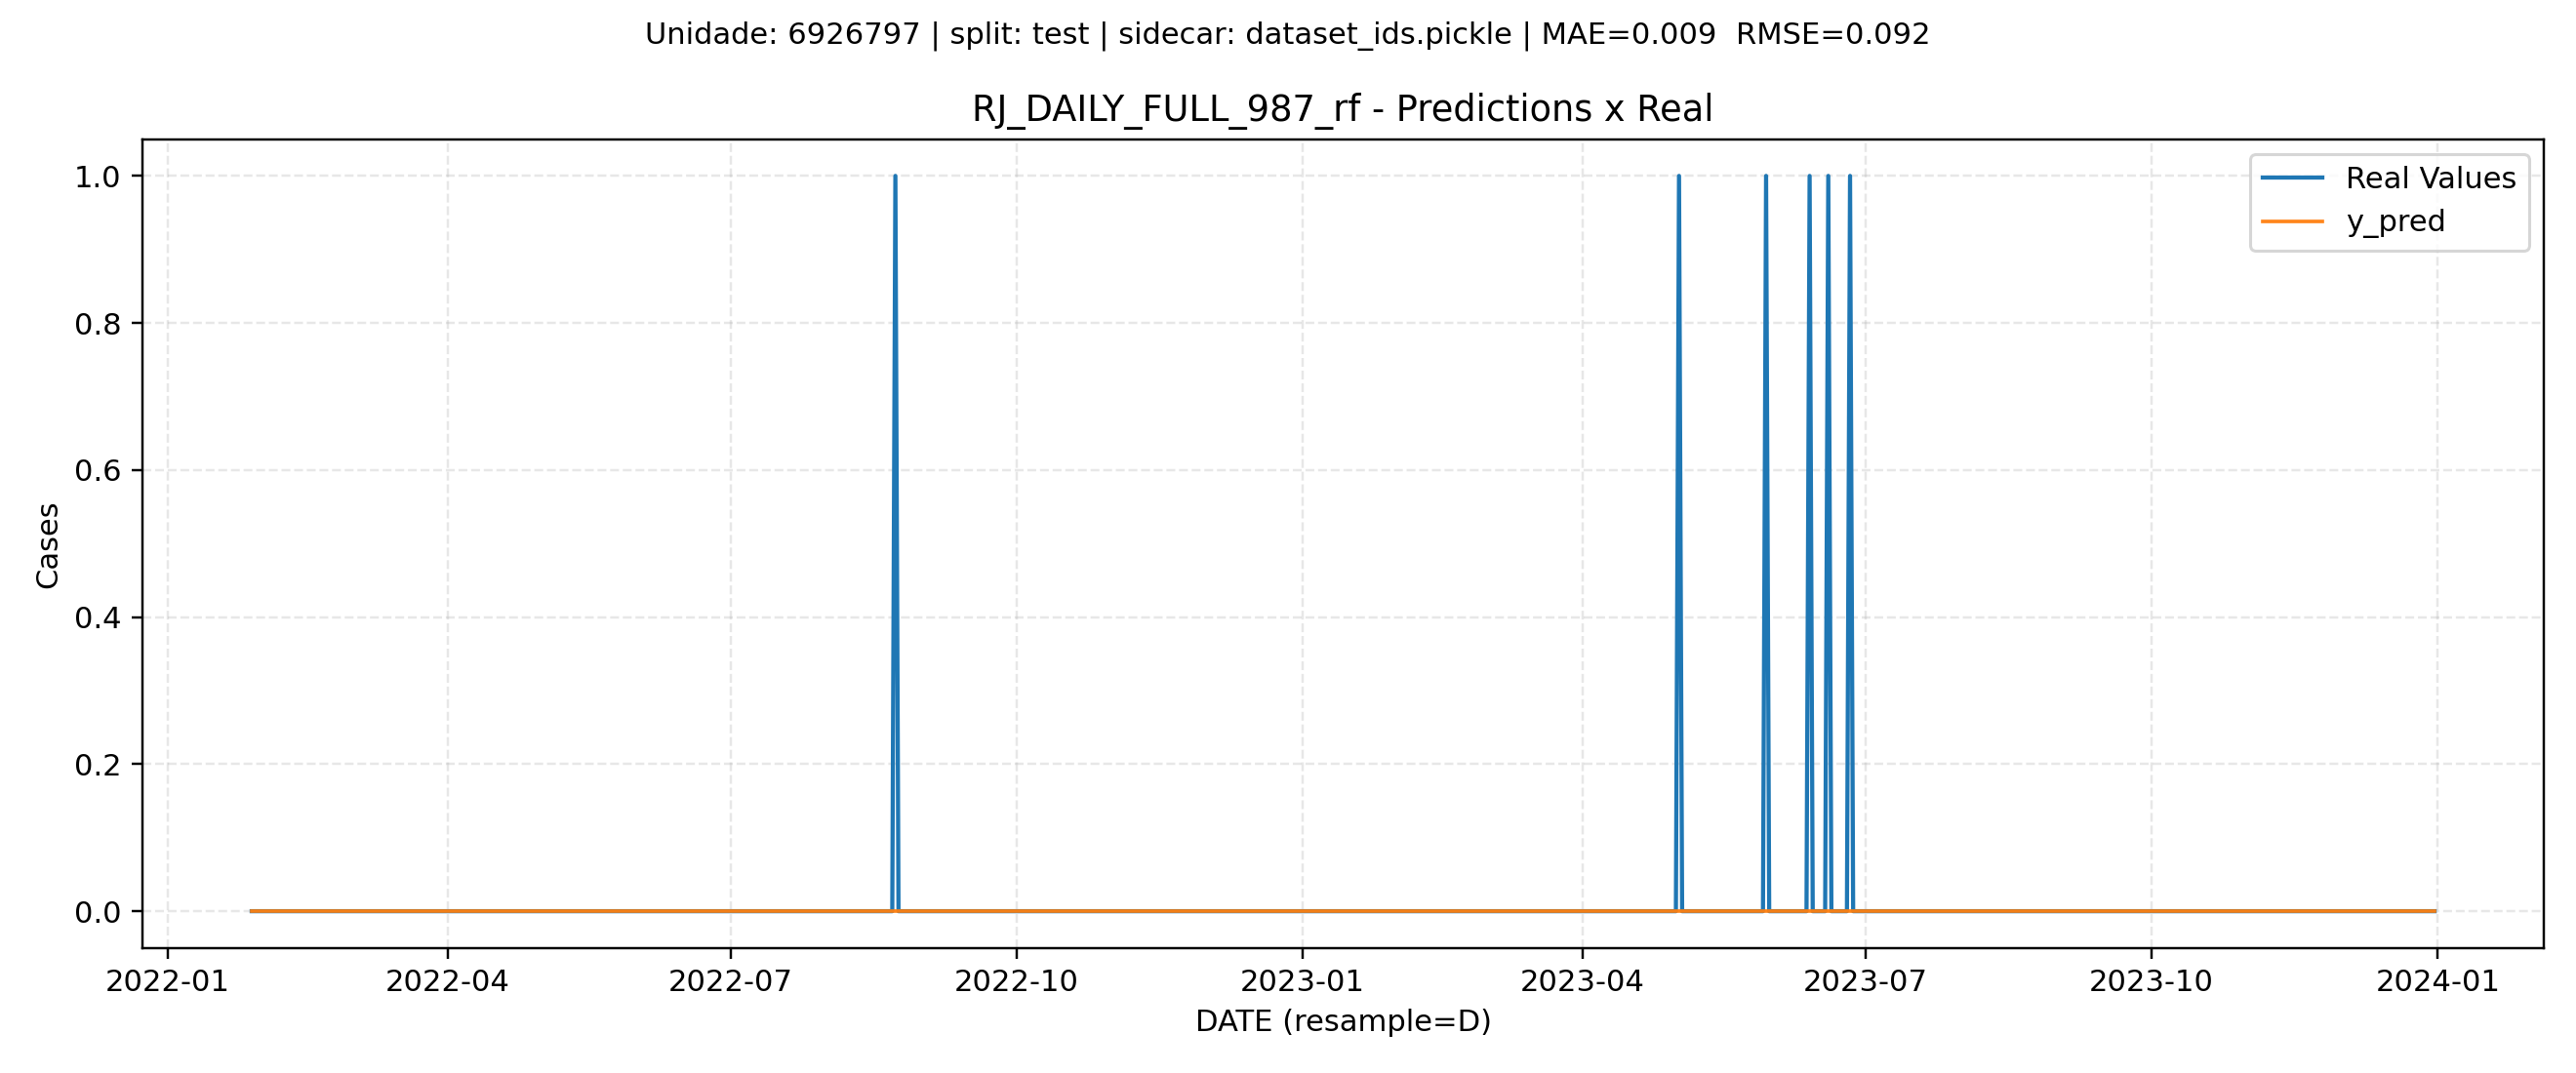 Unidade: 6926797 | split: test | sidecar: dataset_ids.pickle | MAE=0.009  RMSE=0.092
RJ_DAILY_FULL_987_rf - Predictions x Real
Real Values
y_pred
1.0
0.8
0.6
0.4
0.2
0.0
Cases
2022-01 2022-04 2022-07 2022-10 2023-01 2023-04 2023-07 2023-10 2024-01
DATE (resample=D)